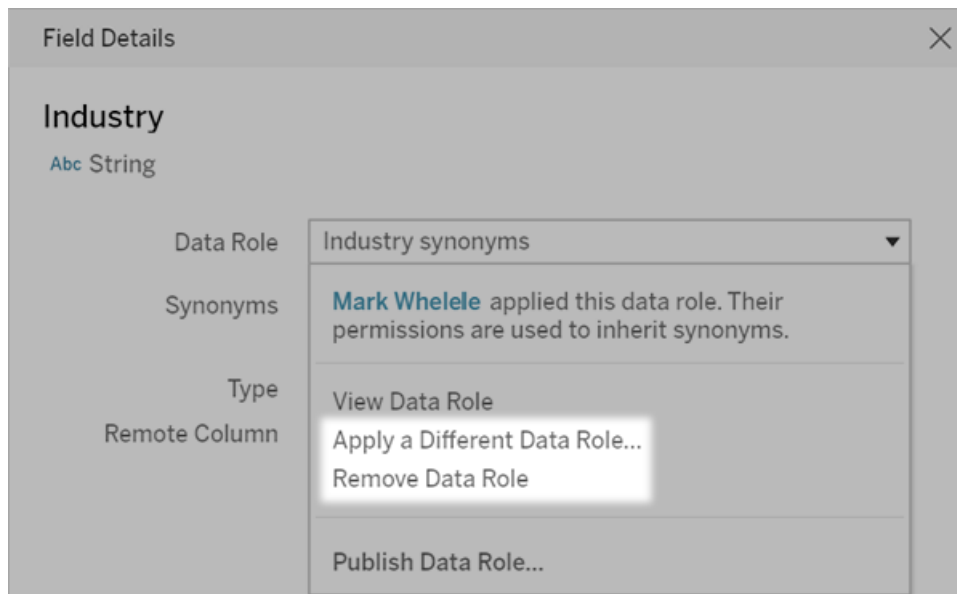 Field Details
Industry
Abc String
Data Role
Industry synonyms
Synonyms
Mark Whelele applied this data role. Their
permissions are used to inherit synonyms.
Type
View Data Role
Remote Column
Apply a Different Data Role...
Remove Data Role
Publish Data Role...